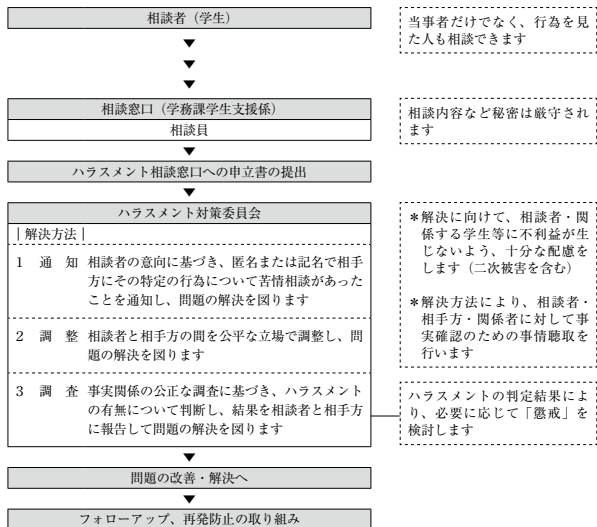 相談者（学生）
当事者だけでなく、行為を見
た人も相談できます
▼
▼
▼
相談窓口（学務課学生支援係）
相談員
相談内容など秘密は厳守され
ます
▼
ハラスメント相談窓口への申立書の提出
▼
ハラスメント対策委員会
｜解決方法｜
1 通 知 相談者の意向に基づき、匿名または記名で相手
方にその特定の行為について苦情相談があった
ことを通知し、問題の解決を図ります
2 調 整 相談者と相手方の間を公平な立場で調整し、問
題の解決を図ります
3 調 査 事実関係の公正な調査に基づき、ハラスメント
の有無について判断し、結果を相談者と相手方
に報告して問題の解決を図ります
＊解決に向けて、相談者・関
係する学生等に不利益が生
じないよう、十分な配慮を
します（二次被害を含む）
＊解決方法により、相談者・
相手方・関係者に対して事
実確認のための事情聴取を
行います
ハラスメントの判定結果によ
り、必要に応じて「懲戒」を
検討します
▼
問題の改善・解決へ
▼
フォローアップ、再発防止の取り組み